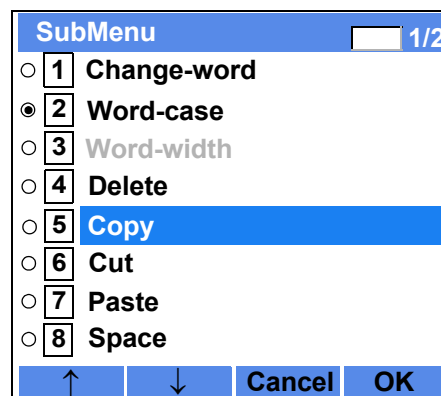 SubMenu 1/2
1 Change-word
2 Word-case
3 Word-width
4 Delete
5 Copy
6 Cut
7 Paste
8 Space
↑ ↓ Cancel OK